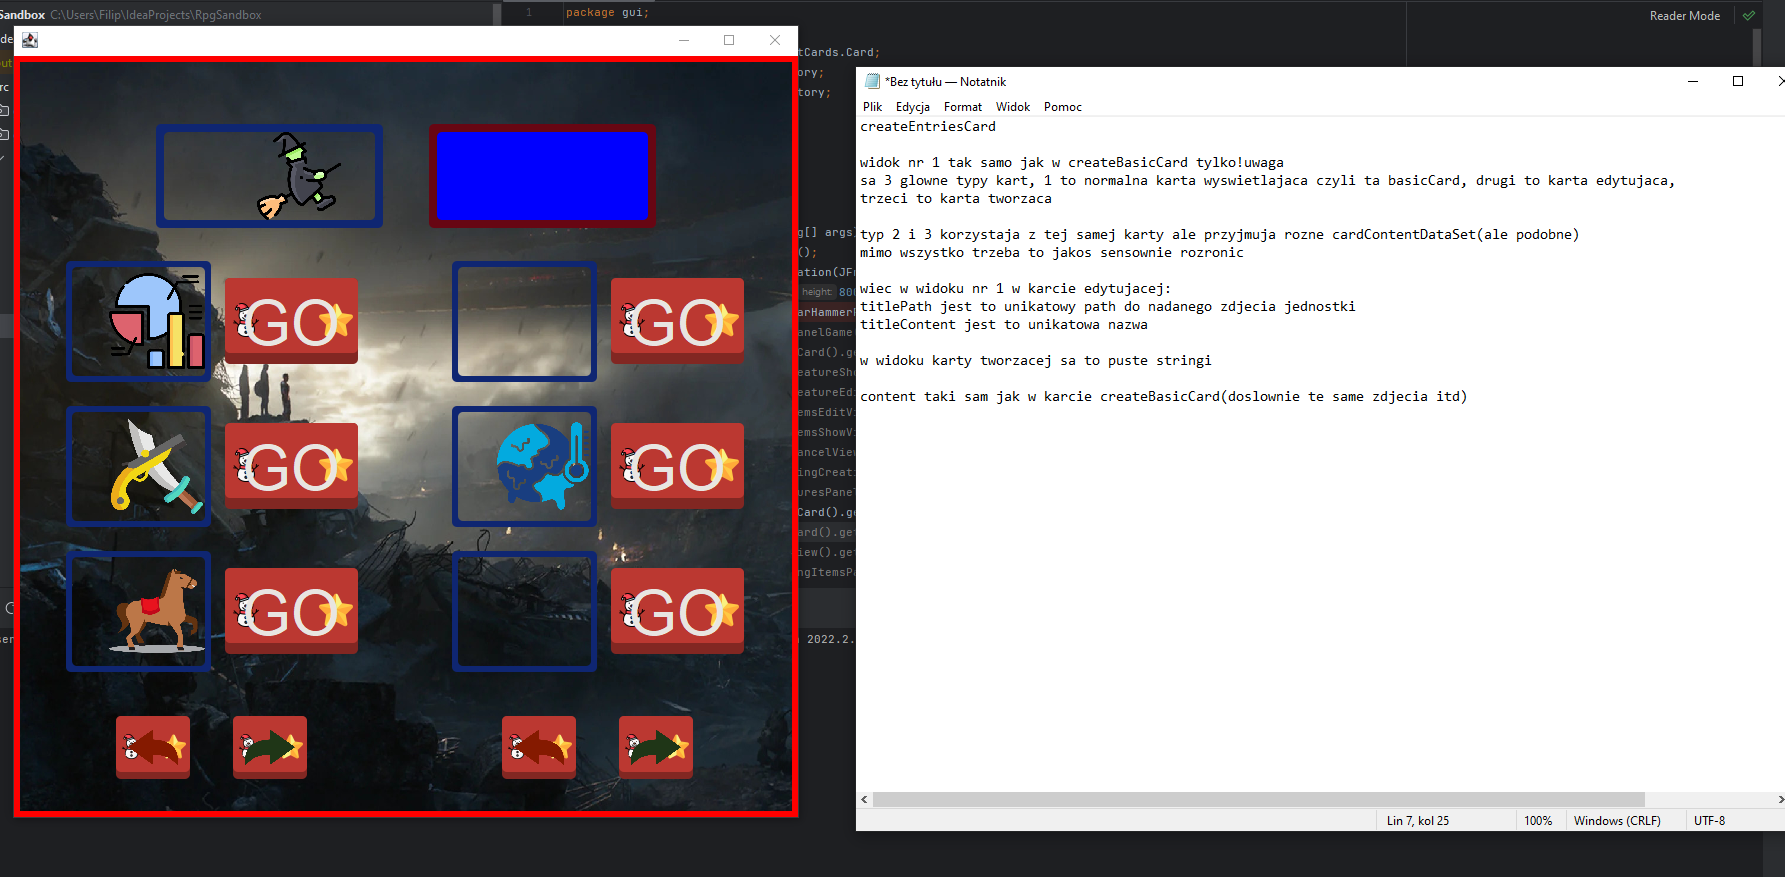 Sandbox C:\Users\Filip\IdeaProjects\RpgSandbox
1 package gui;
Reader Mode
tCards.Card;
ory;
tory;
g[] args
();
ation(JF
height: 80
arHammer
anelGame
Card().g
eatureSh
eatureEd
emsEditV
emsShowV
ancelVie
ingCreat
uresPane
Card().g
ard().ge
iew().ge
ngItemsP
2022.2.
de
out
rc
ser
GO
GO
GO
GO
GO
GO
*Bez tytułu — Notatnik
Plik Edycja Format Widok Pomoc
createEntriesCard
widok nr 1 tak samo jak w createBasicCard tylko!uwaga
sa 3 glowne typy kart, 1 to normalna karta wyswietlajaca czyli ta basicCard, drugi to karta edytujaca,
trzeci to karta tworzaca
typ 2 i 3 korzystaja z tej samej karty ale przyjmuja rozne cardContentDataSet(ale podobne)
mimo wszystko trzeba to jakos sensownie rozronic
wiec w widoku nr 1 w karcie edytujacej:
titlePath jest to unikatowy path do nadanego zdjecia jednostki
titleContent jest to unikatowa nazwa
w widoku karty tworzacej sa to puste stringi
content taki sam jak w karcie createBasicCard(doslownie te same zdjecia itd)
Lin 7, kol 25 100% Windows (CRLF) UTF-8